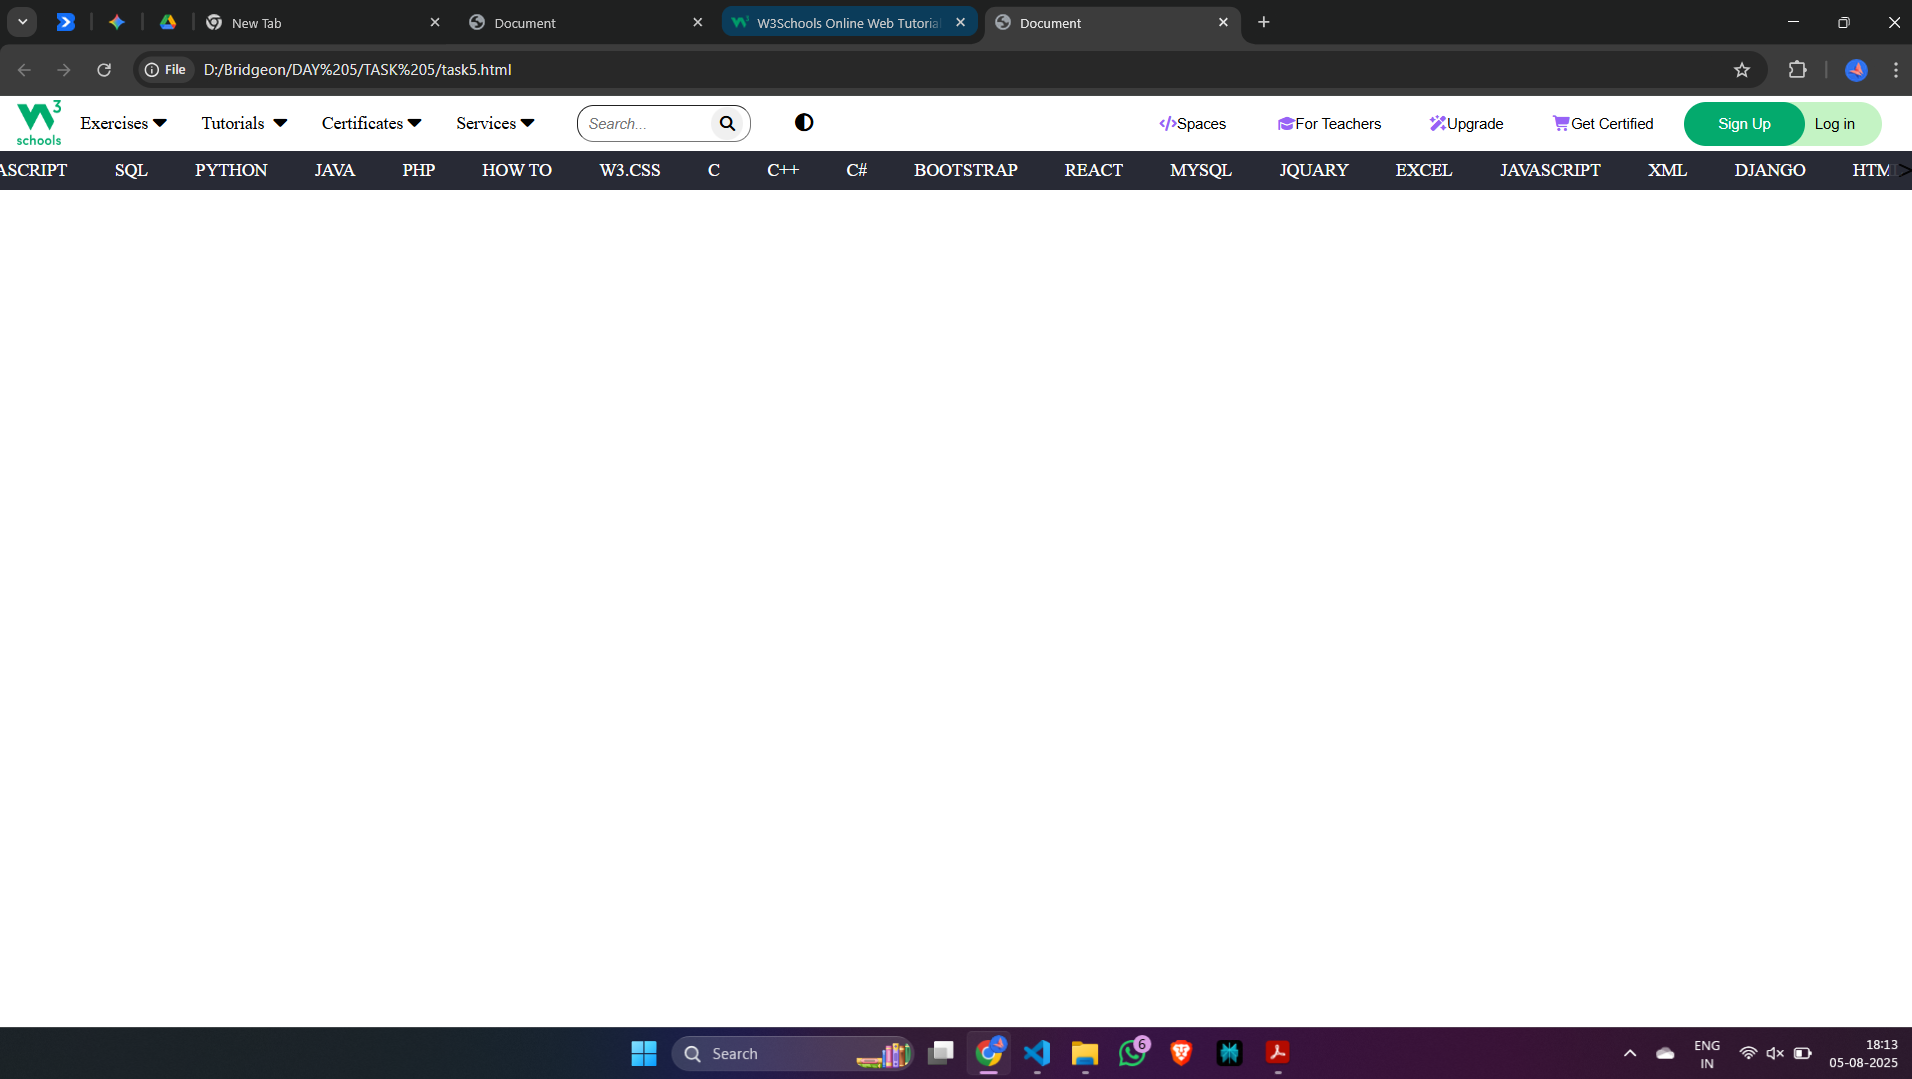 New Tab
Document
W3Schools Online Web Tutorial
Document
File
D:/Bridgeon/DAY%205/TASK%205/task5.html
3
schools
Exercises
Tutorials
Certificates
Services
Search...
Spaces
For Teachers
Upgrade
Get Certified
Sign Up
Log in
ASCRIPT SQL PYTHON JAVA PHP HOW TO W3.CSS C C++ C# BOOTSTRAP REACT MYSQL JQUARY EXCEL JAVASCRIPT XML DJANGO HTM >
Search
6
ENG
IN
18:13
05-08-2025